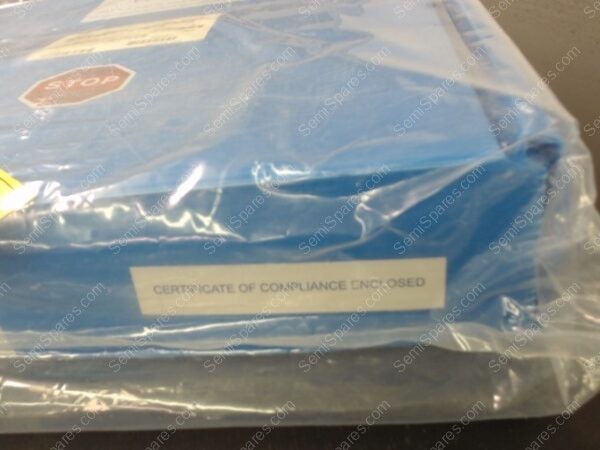 STOP
CERTIFICATE OF COMPLIANCE ENCLOSED
SemiSpares.com